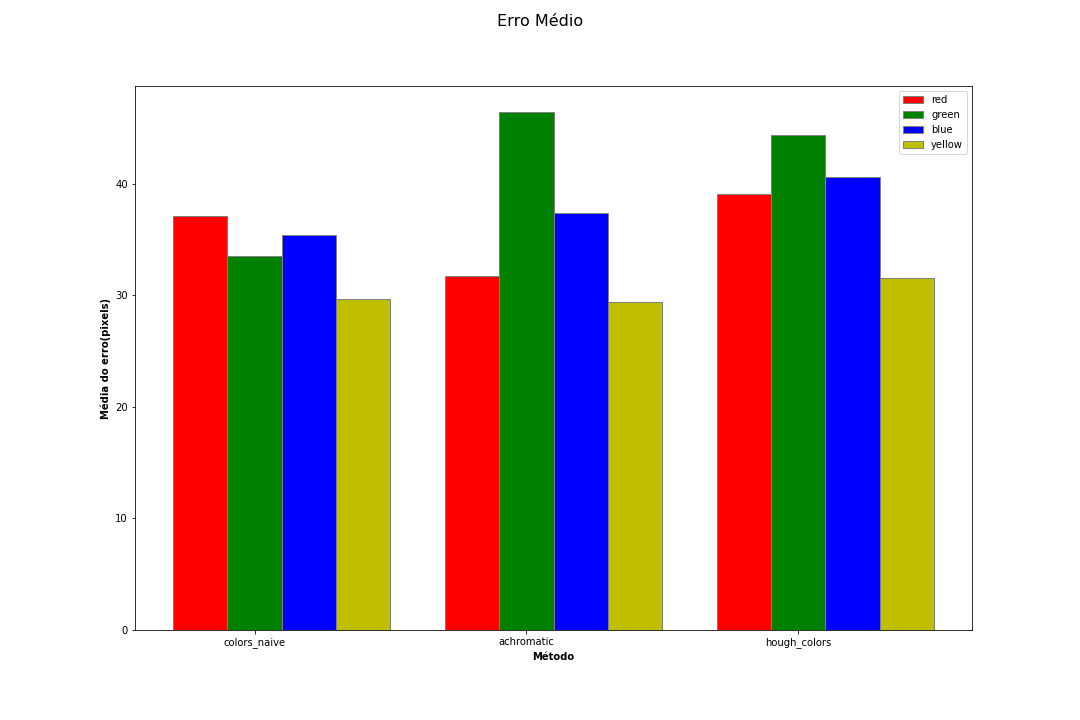 Erro Médio
red
green
blue
yellow
40
30
20
10
0
Média do erro(pixels)
colors_naive
achromatic
hough_colors
Método